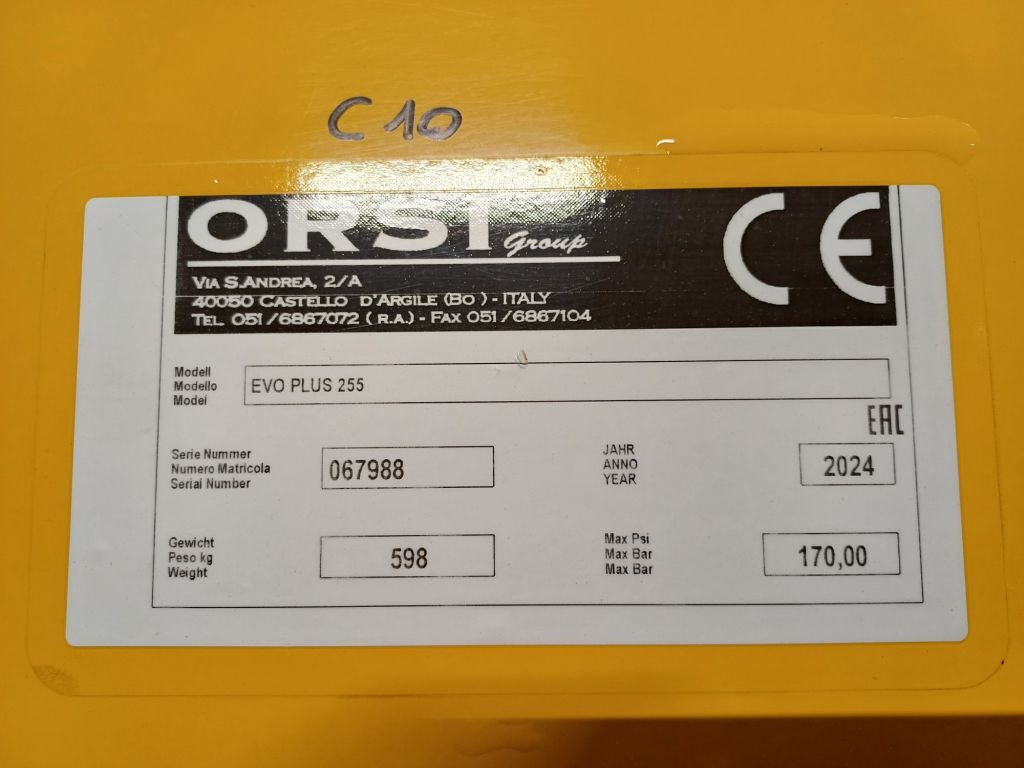 C 10
ORSI Group
CE
VIA S.ANDREA, 2/A
40050 CASTELLO D'ARGILE (BO) - ITALY
TEL. 051/6867072 ( R.A.) - FAX 051/6867104
Modell
Modello
Model
EVO PLUS 255
EAC
Serie Nummer
Numero Matricola
Serial Number
067988
JAHR
ANNO
YEAR
2024
Gewicht
Peso kg
Weight
598
Max Psi
Max Bar
Max Bar
170,00